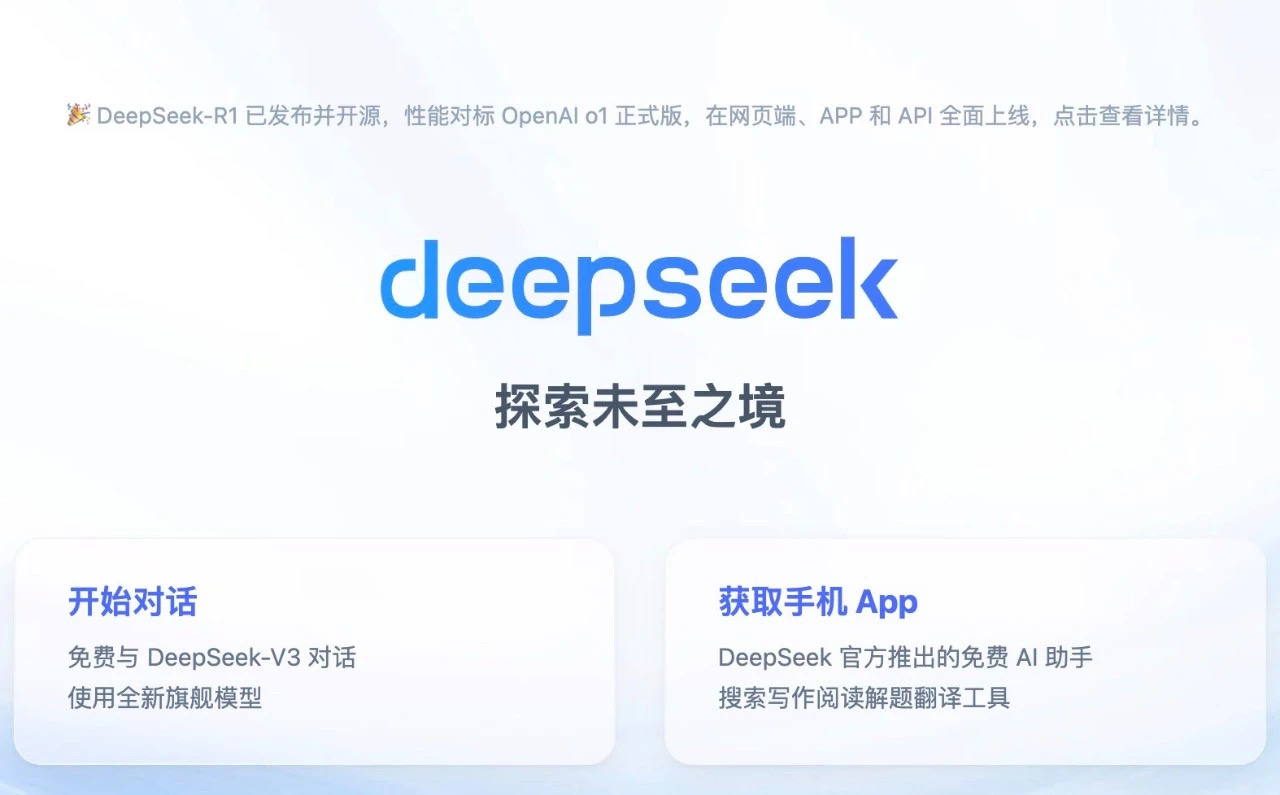 🎉 DeepSeek-R1 已发布并开源，性能对标 OpenAI o1 正式版，在网页端、APP 和 API 全面上线，点击查看详情。
deepseek
探索未至之境
开始对话
免费与 DeepSeek-V3 对话
使用全新旗舰模型
获取手机 App
DeepSeek 官方推出的免费 AI 助手
搜索写作阅读解题翻译工具